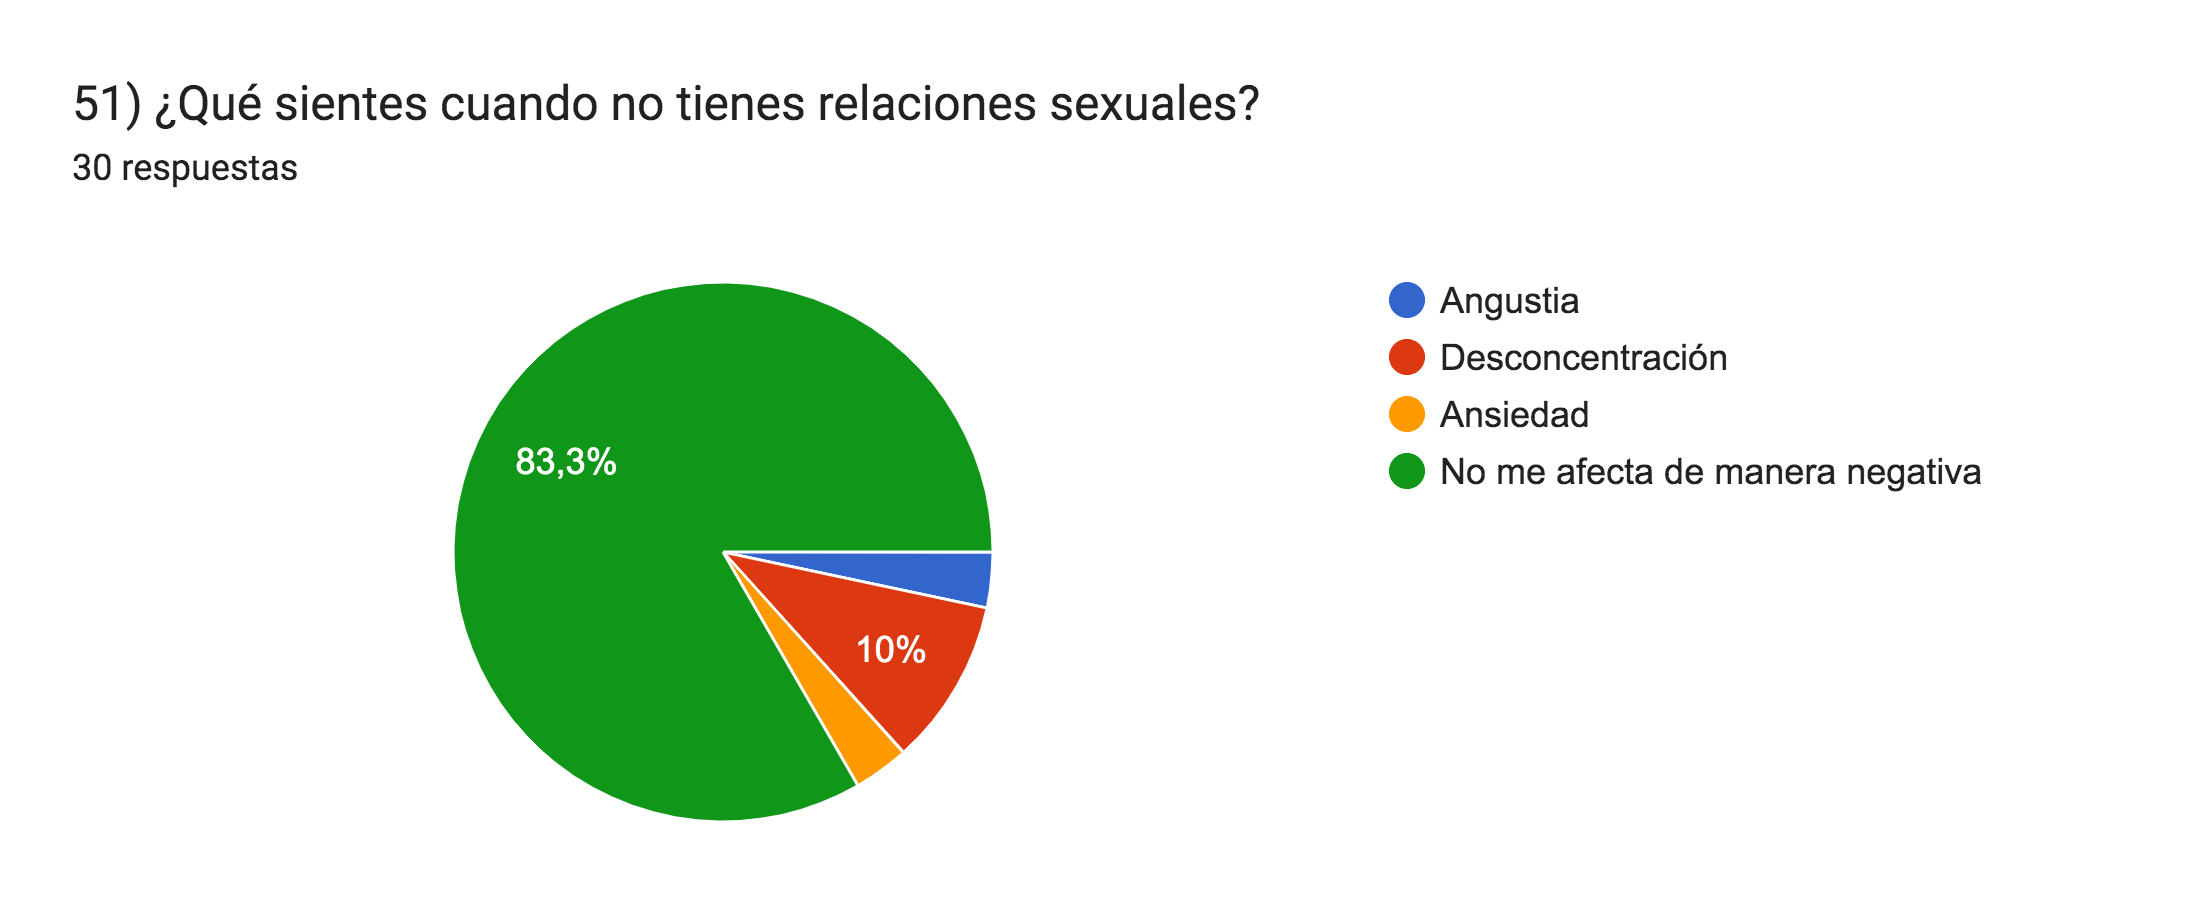 51) ¿Qué sientes cuando no tienes relaciones sexuales?
30 respuestas
83,3%
10%
Angustia
Desconcentración
Ansiedad
No me afecta de manera negativa